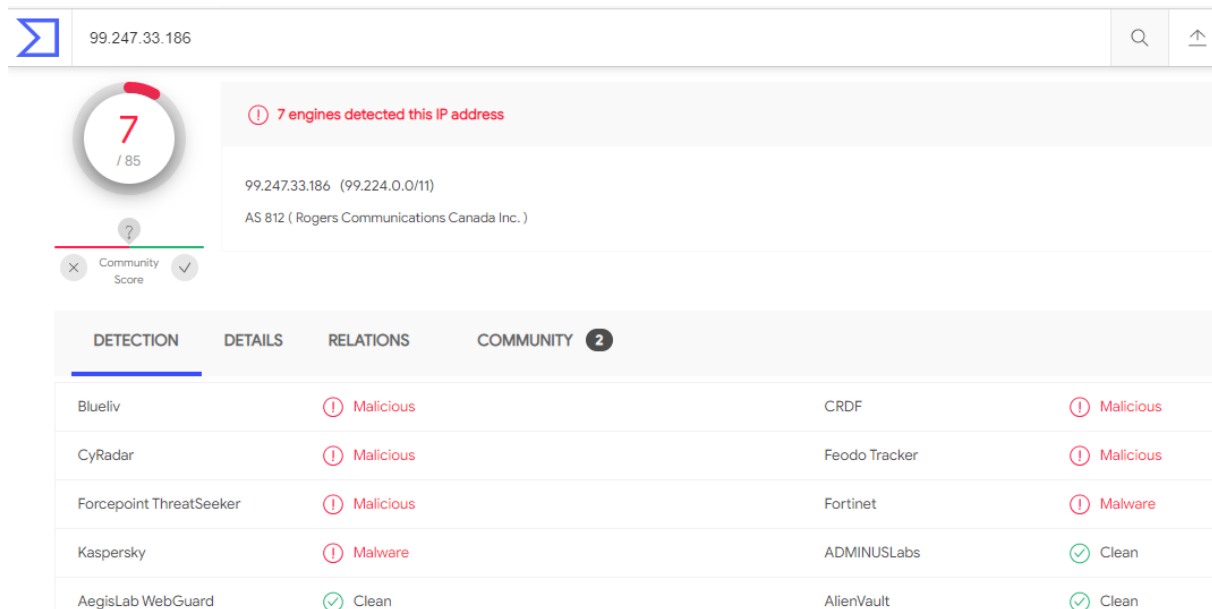 99.247.33.186
7
/ 85
7 engines detected this IP address
99.247.33.186 (99.224.0.0/11)
AS 812 ( Rogers Communications Canada Inc. )
?
Community
Score
DETECTION DETAILS RELATIONS COMMUNITY 2
Blueliv Malicious CRDF Malicious
CyRadar Malicious Feodo Tracker Malicious
Forcepoint ThreatSeeker Malicious Fortinet Malware
Kaspersky Malware ADMINUSLabs Clean
AegisLab WebGuard Clean AlienVault Clean